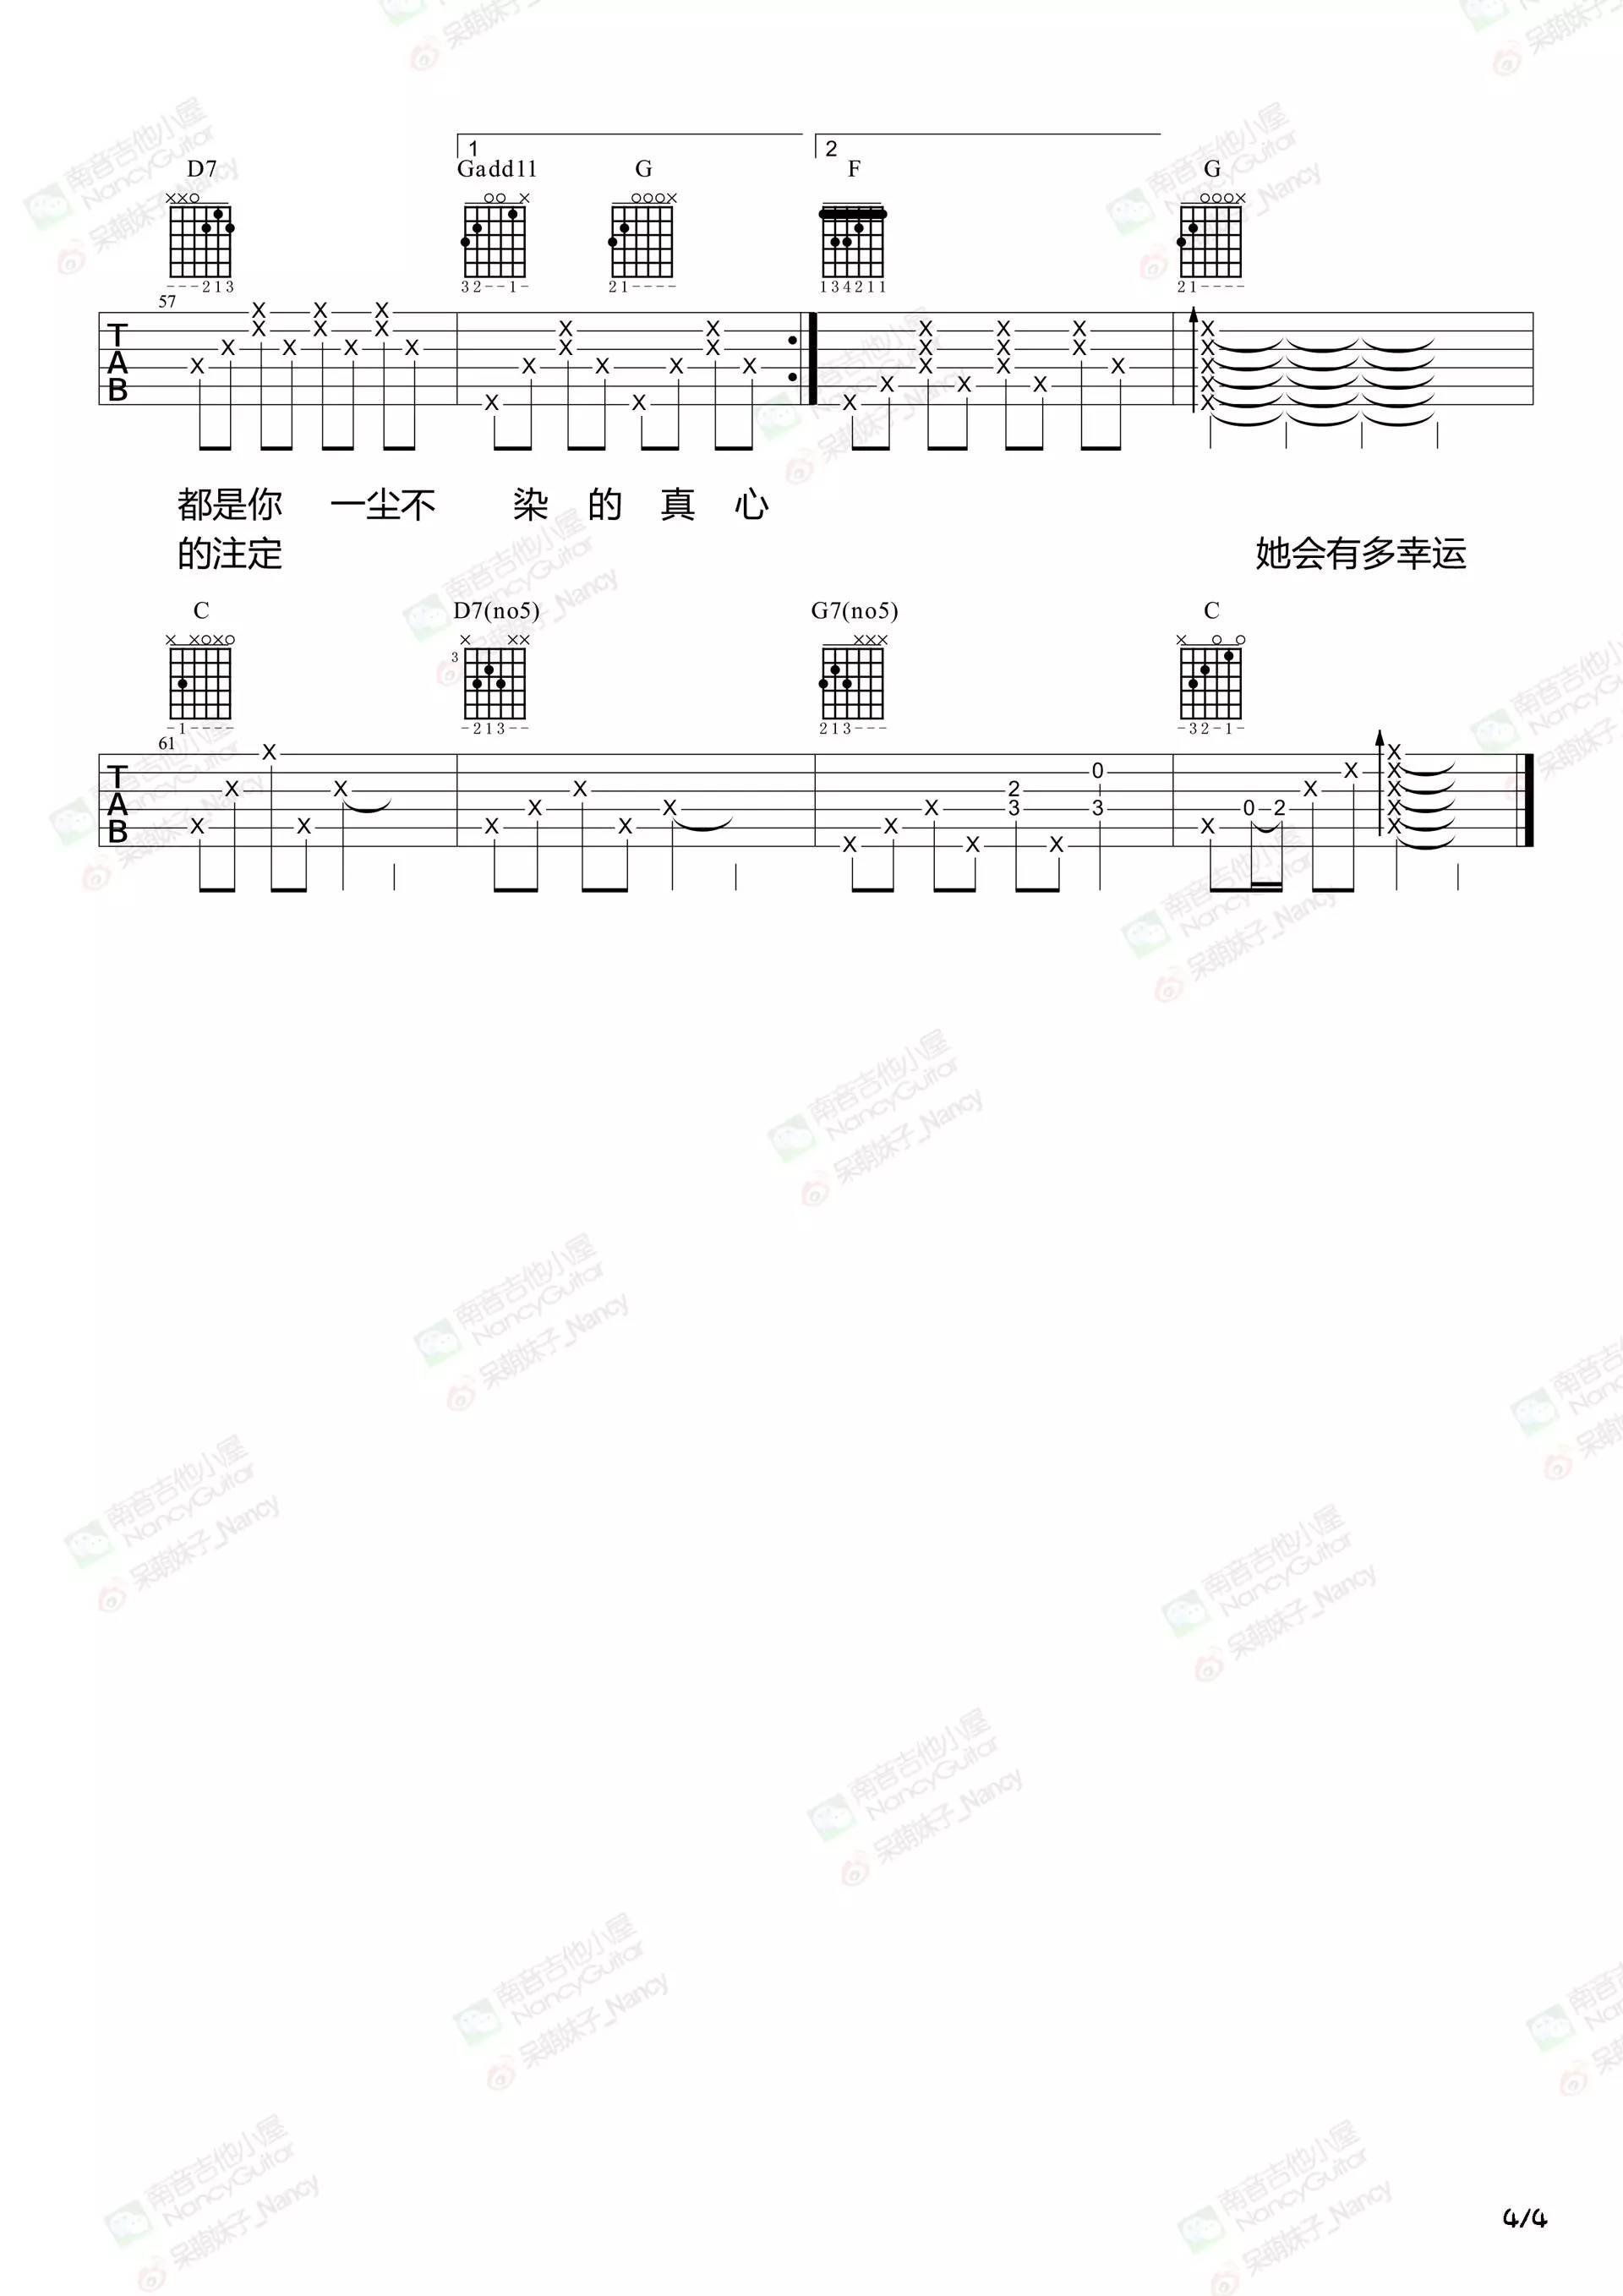 1 2
D7 Gadd11 G F G
---213 32--1- 21---- 134211 21----
57
T
A
B
都是你 一尘不 染 的 真 心
的注定 她会有多幸运
C D7(no5) G7(no5) C
3
-1---- -213-- 213--- -32-1-
61
T
A
B
0
2
3 3 0 2
南音吉他小屋
NancyGuitar
呆萌妹子_Nancy
4/4